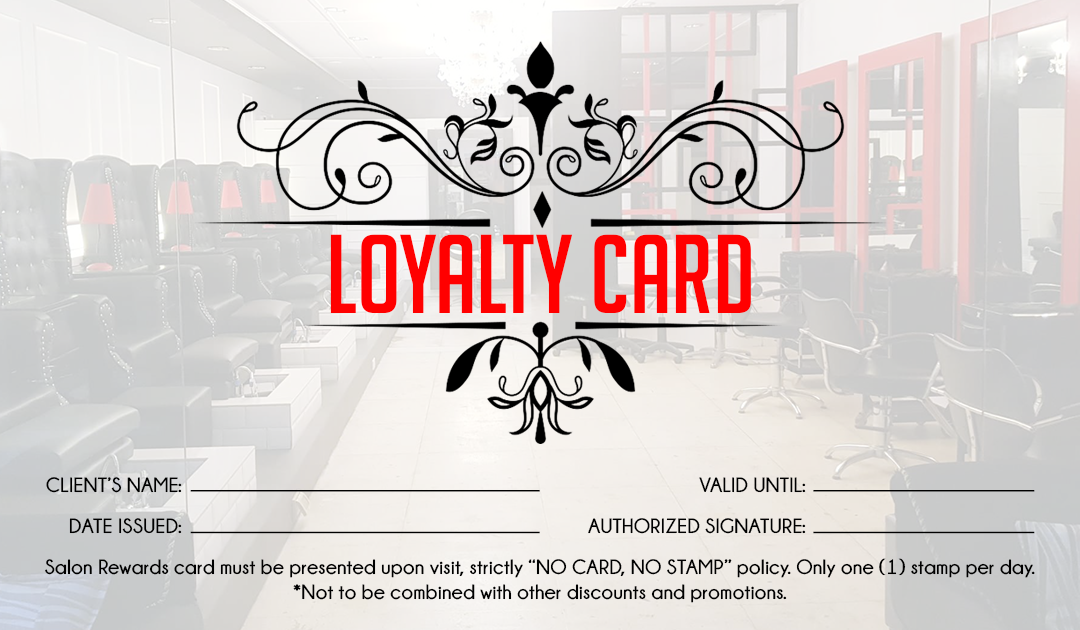 LOYALTY CARD
CLIENT'S NAME:
VALID UNTIL:
DATE ISSUED:
AUTHORIZED SIGNATURE:
Salon Rewards card must be presented upon visit, strictly “NO CARD, NO STAMP” policy. Only one (1) stamp per day.
*Not to be combined with other discounts and promotions.